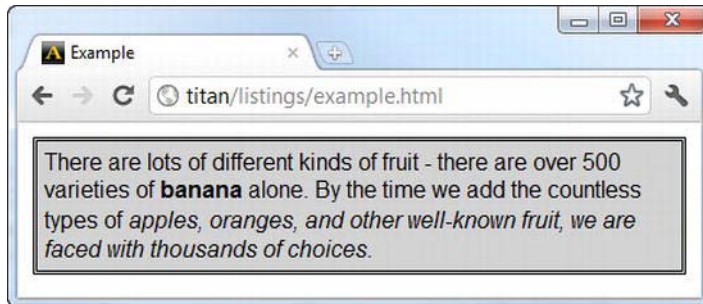 Example
titan/listings/example.html
There are lots of different kinds of fruit - there are over 500
varieties of banana alone. By the time we add the countless
types of apples, oranges, and other well-known fruit, we are
faced with thousands of choices.